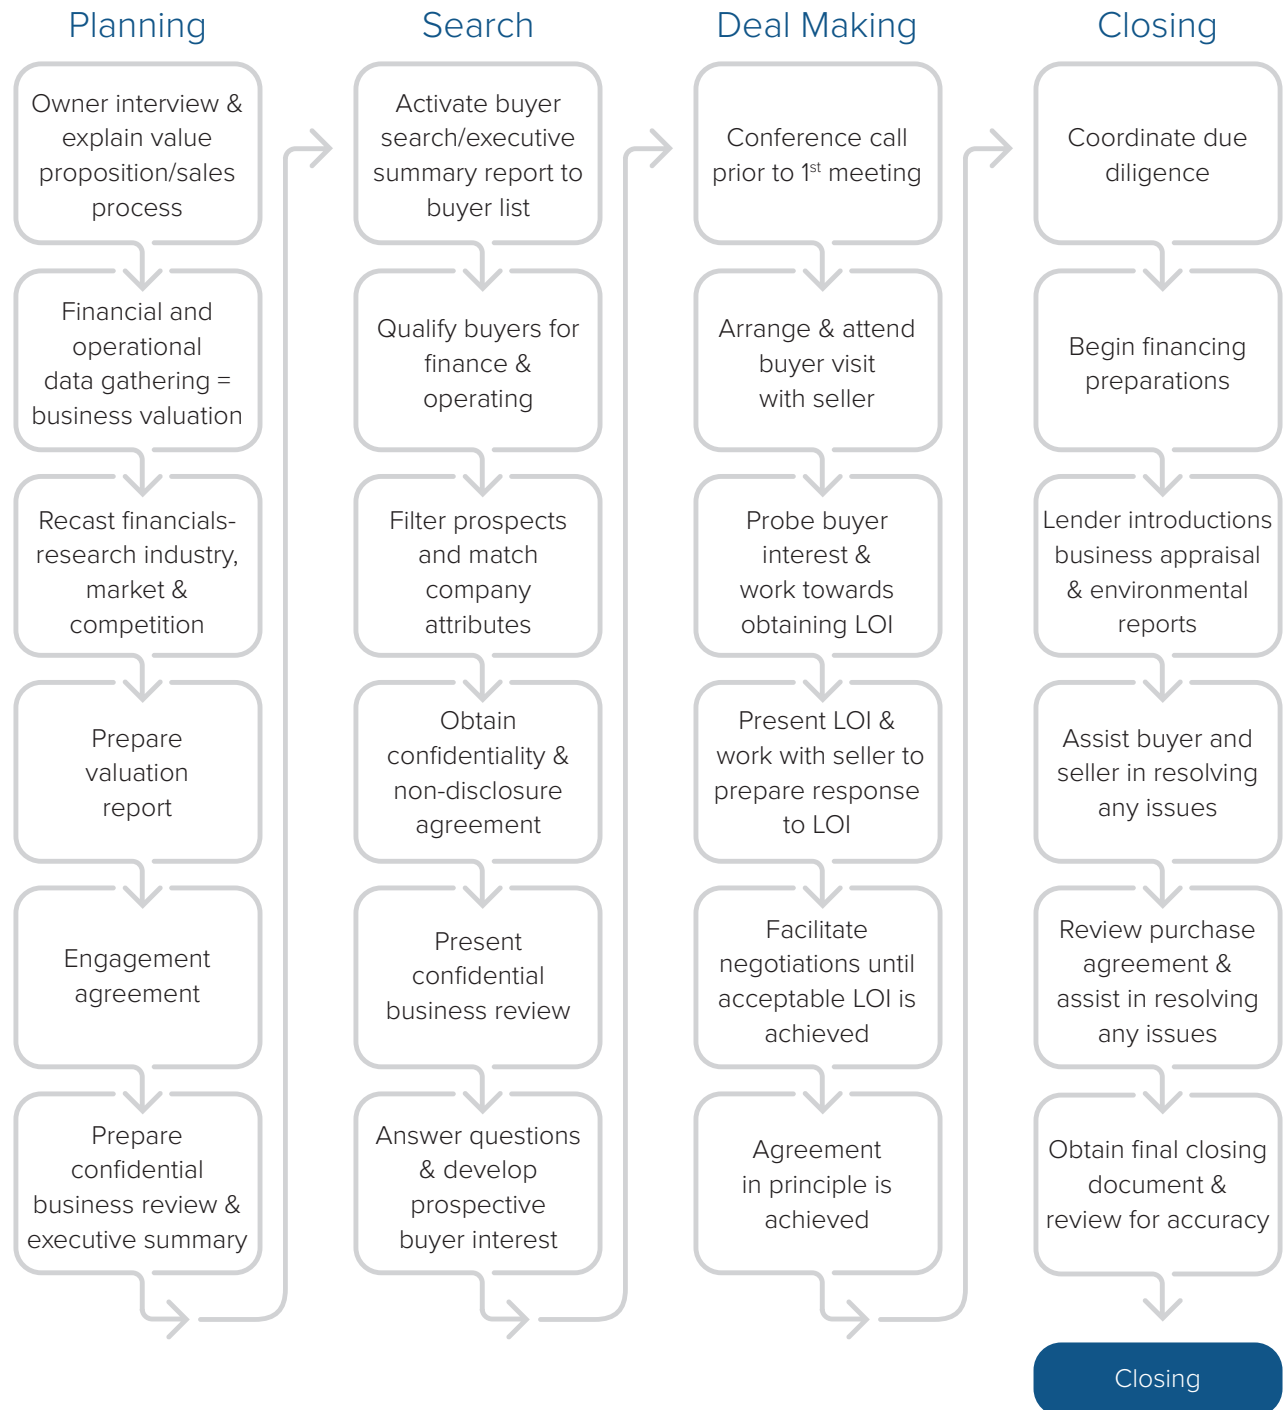 Planning
Owner interview &
explain value
proposition/sales
process
Financial and
operational
data gathering =
business valuation
Recast financials-
research industry,
market &
competition
Prepare
valuation
report
Engagement
agreement
Prepare
confidential
business review &
executive summary
Search
Activate buyer
search/executive
summary report to
buyer list
Qualify buyers for
finance &
operating
Filter prospects
and match
company
attributes
Obtain
confidentiality &
non-disclosure
agreement
Present
confidential
business review
Answer questions
& develop
prospective
buyer interest
Deal Making
Conference call
prior to 1st meeting
Arrange & attend
buyer visit
with seller
Probe buyer
interest &
work towards
obtaining LOI
Present LOI &
work with seller to
prepare response
to LOI
Facilitate
negotiations until
acceptable LOI is
achieved
Agreement
in principle is
achieved
Closing
Coordinate due
diligence
Begin financing
preparations
Lender introductions
business appraisal
& environmental
reports
Assist buyer and
seller in resolving
any issues
Review purchase
agreement &
assist in resolving
any issues
Obtain final closing
document &
review for accuracy
Closing